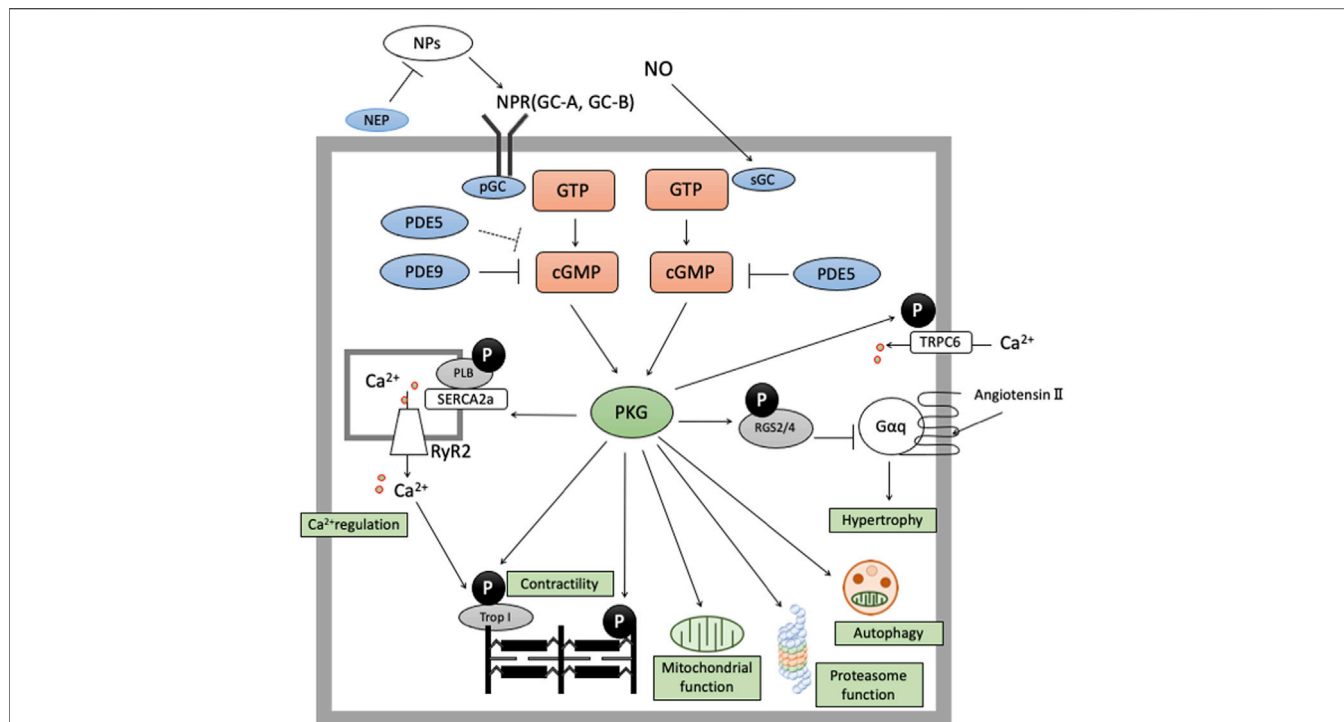 NPs
NO
NPR(GC-A, GC-B)
NEP
pGC
GTP
GTP
sGC
PDE5
PDE9
cGMP
cGMP
PDE5
P
TRPC6
Ca²⁺
P
Ca²⁺
PLB
SERCA2a
PKG
P
RGS2/4
Gαq
Angiotensin Ⅱ
RyR2
Ca²⁺
Ca²⁺regulation
Hypertrophy
P
Contractility
Trop I
P
Autophagy
Mitochondrial
function
Proteasome
function